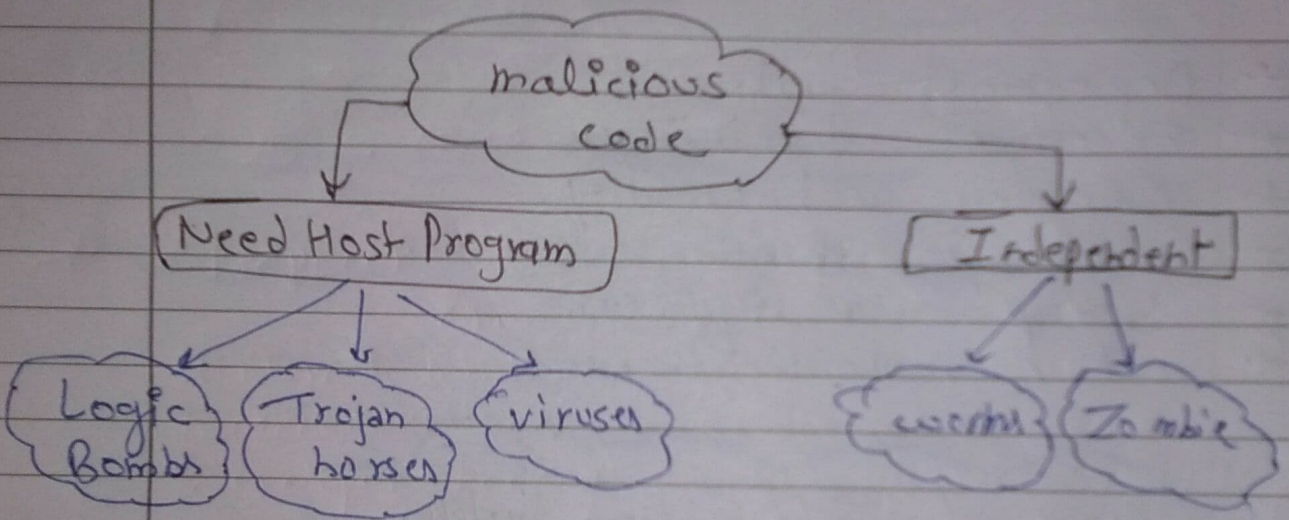 malicious
code
Need Host Program
Independent
Logic
Bombs
Trojan
horses
viruses
worms
Zombie